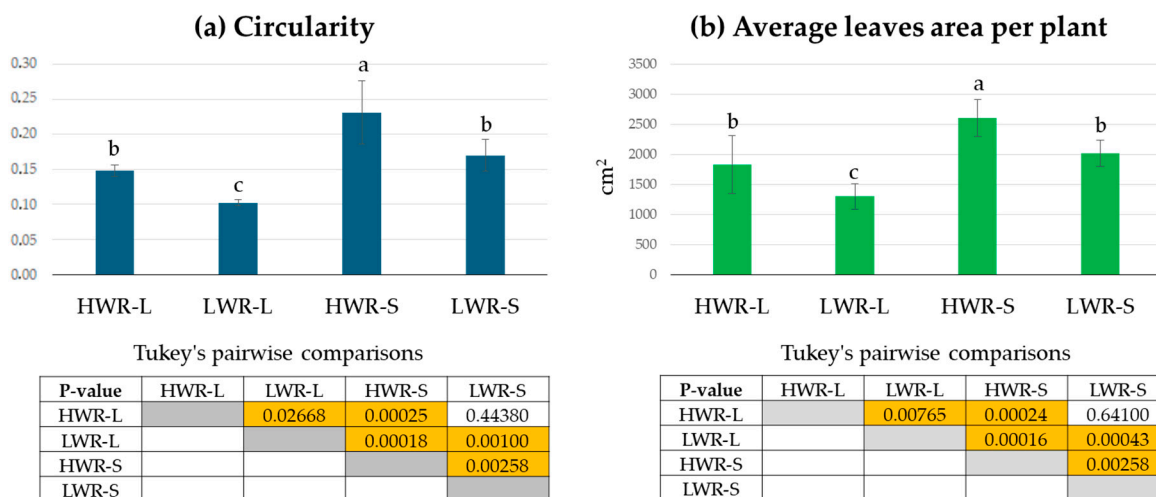 (a) Circularity
0.30
0.25
0.20
0.15
0.10
0.05
0.00
b
c
a
b
HWR-L LWR-L HWR-S LWR-S
Tukey's pairwise comparisons
P-value HWR-L LWR-L HWR-S LWR-S
HWR-L 0.02668 0.00025 0.44380
LWR-L 0.00018 0.00100
HWR-S 0.00258
LWR-S
(b) Average leaves area per plant
cm²
3500
3000
2500
2000
1500
1000
500
0
b
c
a
b
HWR-L LWR-L HWR-S LWR-S
Tukey's pairwise comparisons
P-value HWR-L LWR-L HWR-S LWR-S
HWR-L 0.00765 0.00024 0.64100
LWR-L 0.00016 0.00043
HWR-S 0.00258
LWR-S